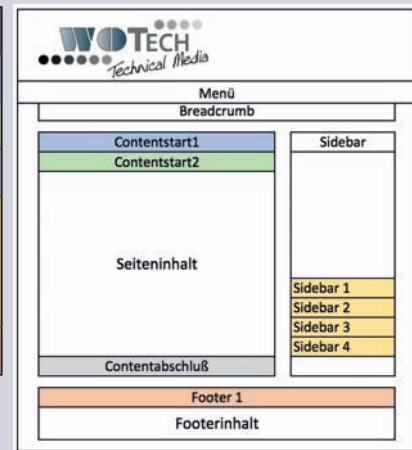 WOTECH
Technical Media
Menü
Breadcrumb
Contentstart1
Contentstart2
Seiteninhalt
Contentabschluß
Sidebar
Sidebar 1
Sidebar 2
Sidebar 3
Sidebar 4
Footer 1
Footerinhalt